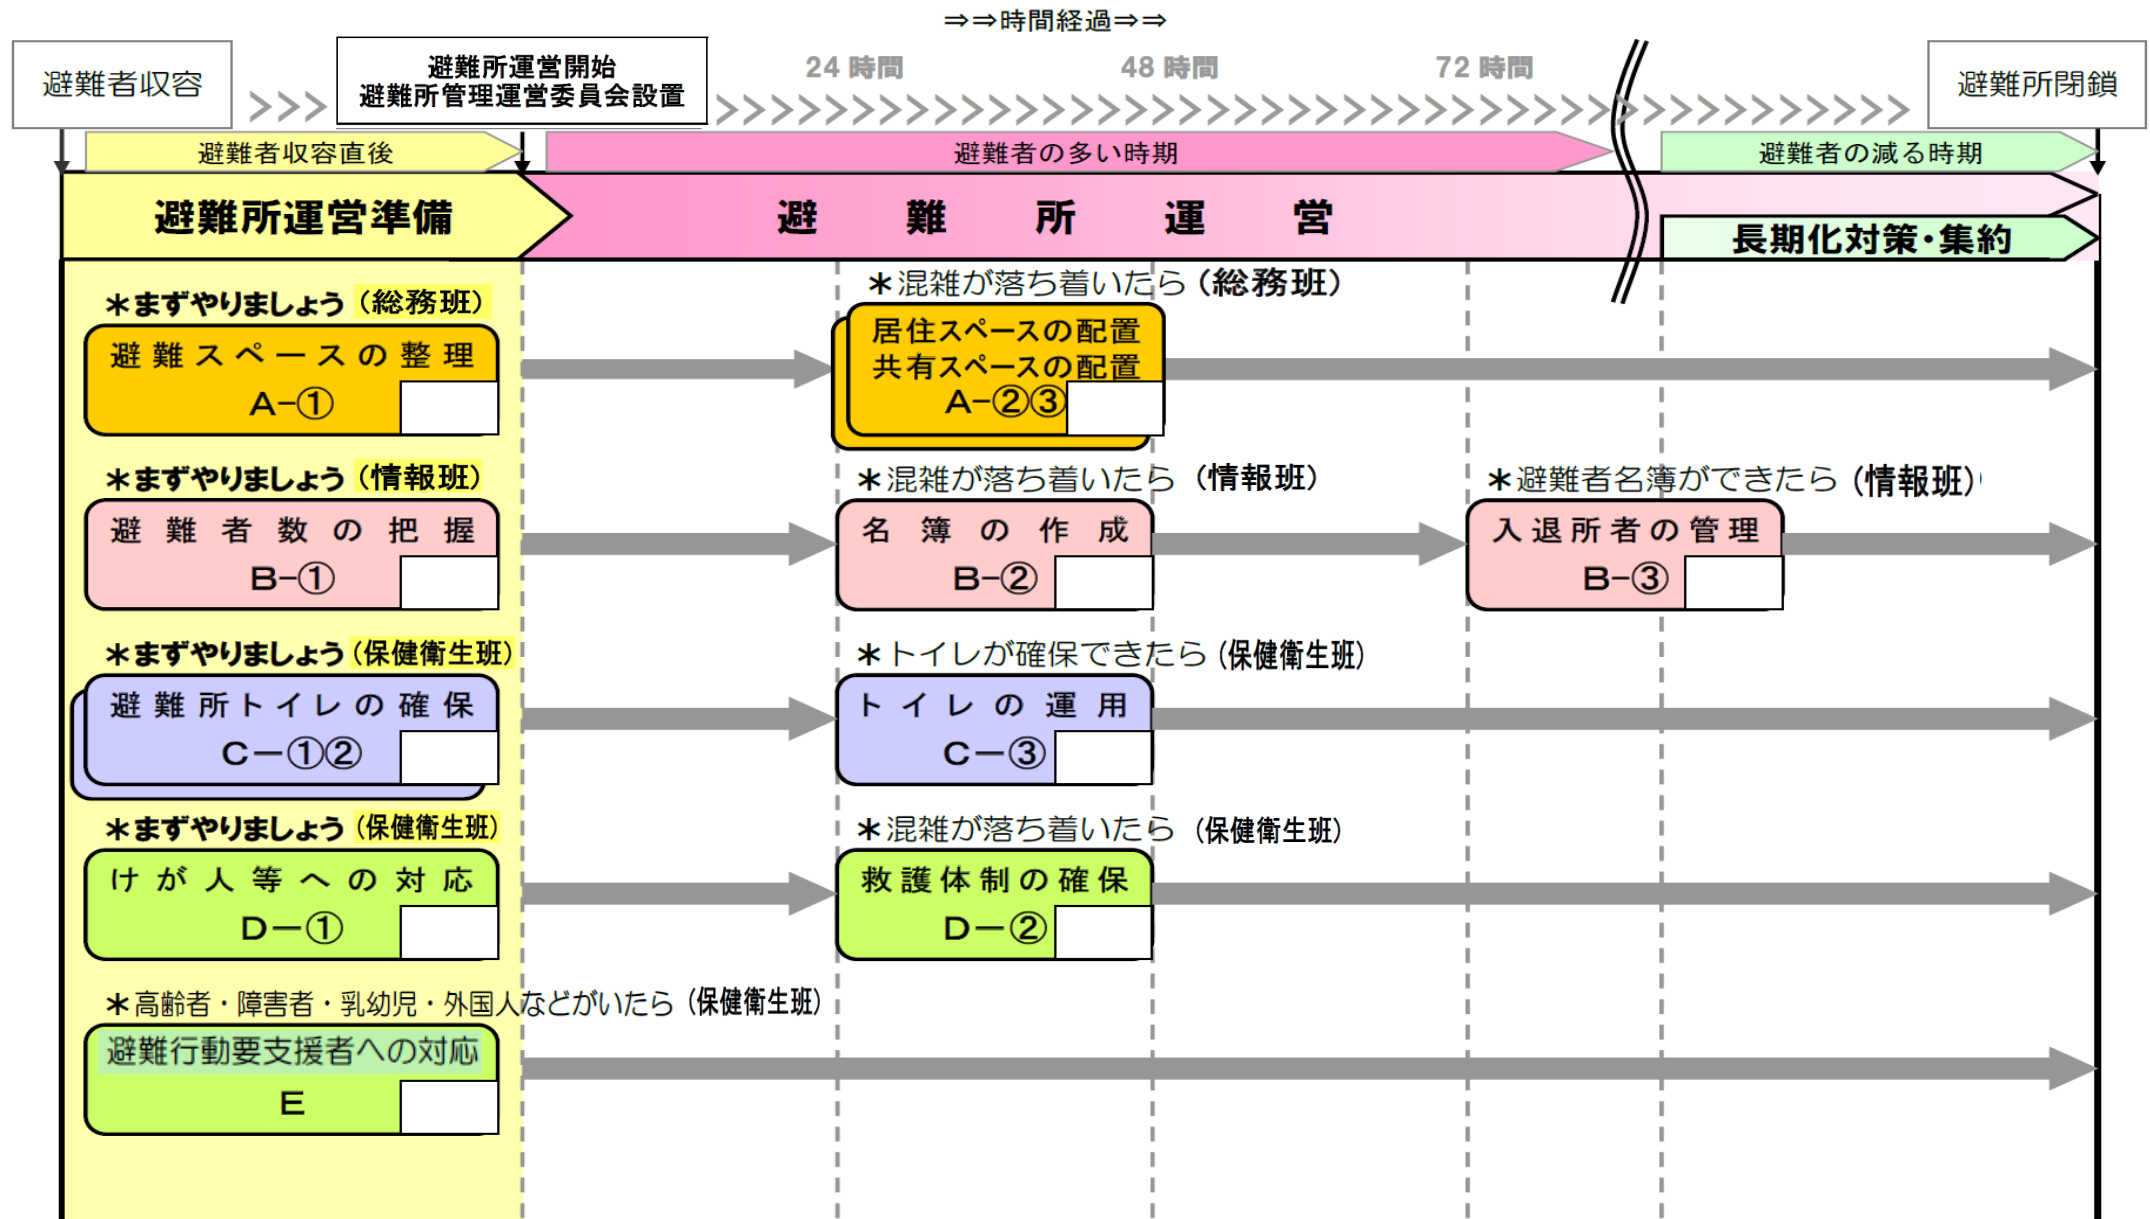 ⇒⇒時間経過⇒⇒
避難者収容
避難所運営開始
避難所管理運営委員会設置
24 時間
48 時間
72 時間
避難所閉鎖
避難者収容直後
避難者の多い時期
避難者の減る時期
避難所運営準備
避難所運営
長期化対策・集約
＊まずやりましょう（総務班）
＊混雑が落ち着いたら（総務班）
避難スペースの整理
A-①
居住スペースの配置
共有スペースの配置
A-②③
＊まずやりましょう（情報班）
＊混雑が落ち着いたら（情報班）
＊避難者名簿ができたら（情報班）
避難者数の把握
B-①
名簿の作成
B-②
入退所者の管理
B-③
＊まずやりましょう（保健衛生班）
＊トイレが確保できたら（保健衛生班）
避難所トイレの確保
C－①②
トイレの運用
C－③
＊まずやりましょう（保健衛生班）
＊混雑が落ち着いたら（保健衛生班）
けが人等への対応
D－①
救護体制の確保
D－②
＊高齢者・障害者・乳幼児・外国人などがいたら（保健衛生班）
避難行動要支援者への対応
E